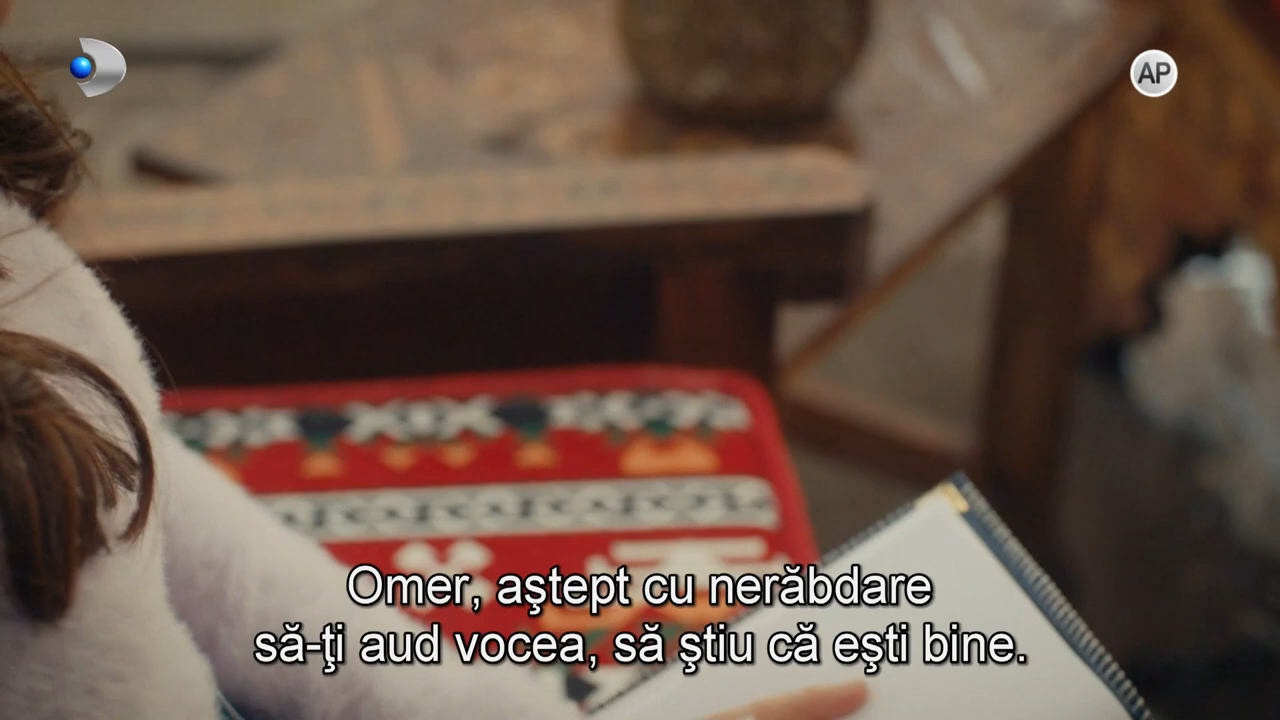 AP
Omer, aştept cu nerăbdare
să-ţi aud vocea, să ştiu că eşti bine.